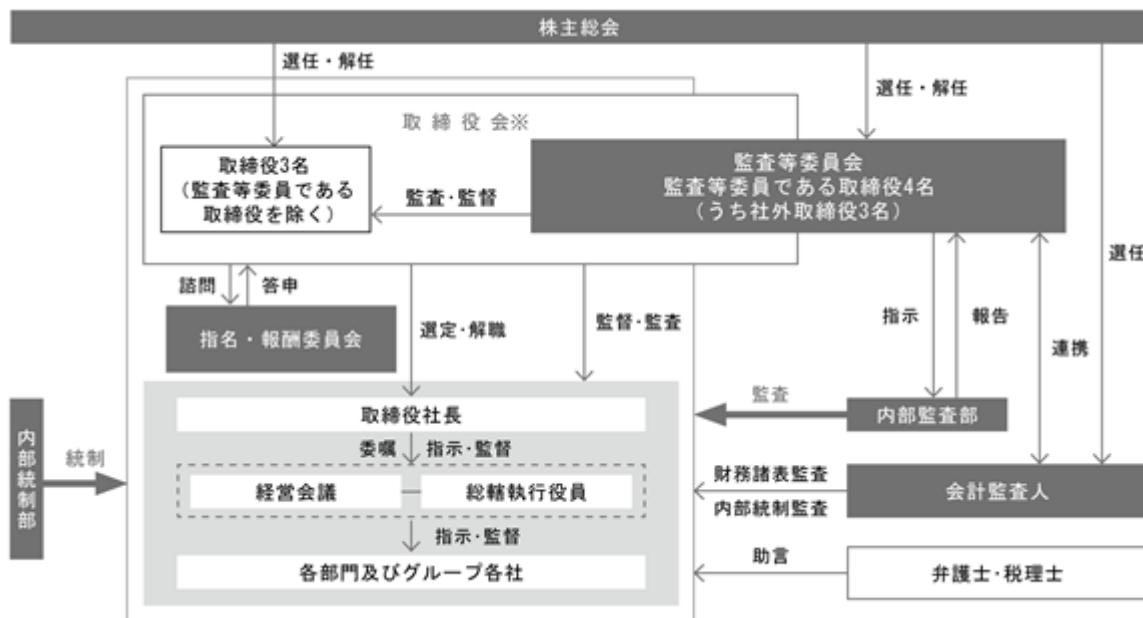 株主総会
選任・解任
選任・解任
取締役会※
取締役3名
(監査等委員である
取締役を除く)
監査・監督
監査等委員会
監査等委員である取締役4名
(うち社外取締役3名)
選任
諮問
答申
指名・報酬委員会
選定・解職
監督・監査
指示
報告
連携
取締役社長
監査
内部監査部
委嘱
指示・監督
内部統制部
統制
経営会議
総轄執行役員
財務諸表監査
内部統制監査
会計監査人
指示・監督
各部門及びグループ各社
助言
弁護士・税理士